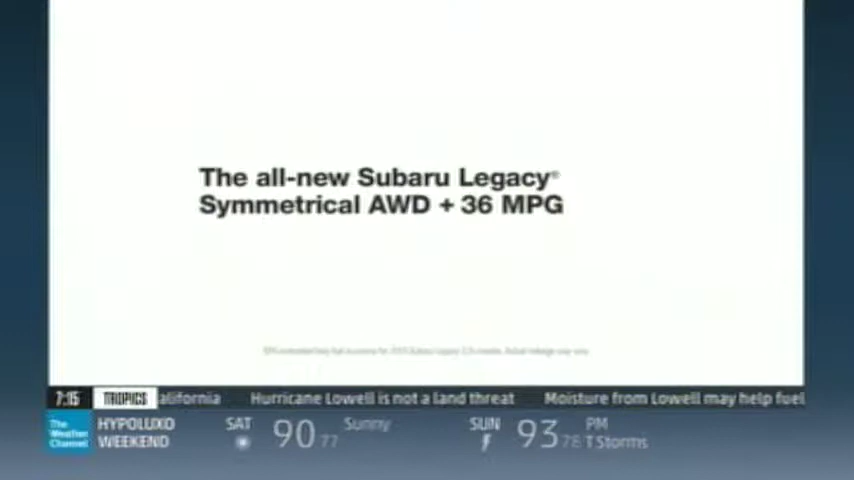 The all-new Subaru Legacy®
Symmetrical AWD + 36 MPG
7:15 TROPICS alifornia Hurricane Lowell is not a land threat Moisture from Lowell may help fuel
The Weather Channel
HYPOLUXO WEEKEND
SAT 90 77 Sunny
SUN 93 78 PM T Storms